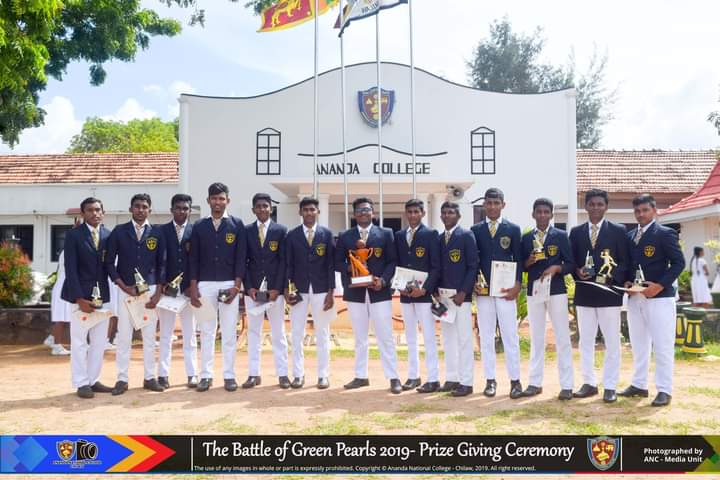 ANANDA COLLEGE
The Battle of Green Pearls 2019- Prize Giving Ceremony
The use of any images in whole or part is expressly prohibited. Copyright © Ananda National College - Chilaw, 2019. All right reserved.
Photographed by
ANC - Media Unit